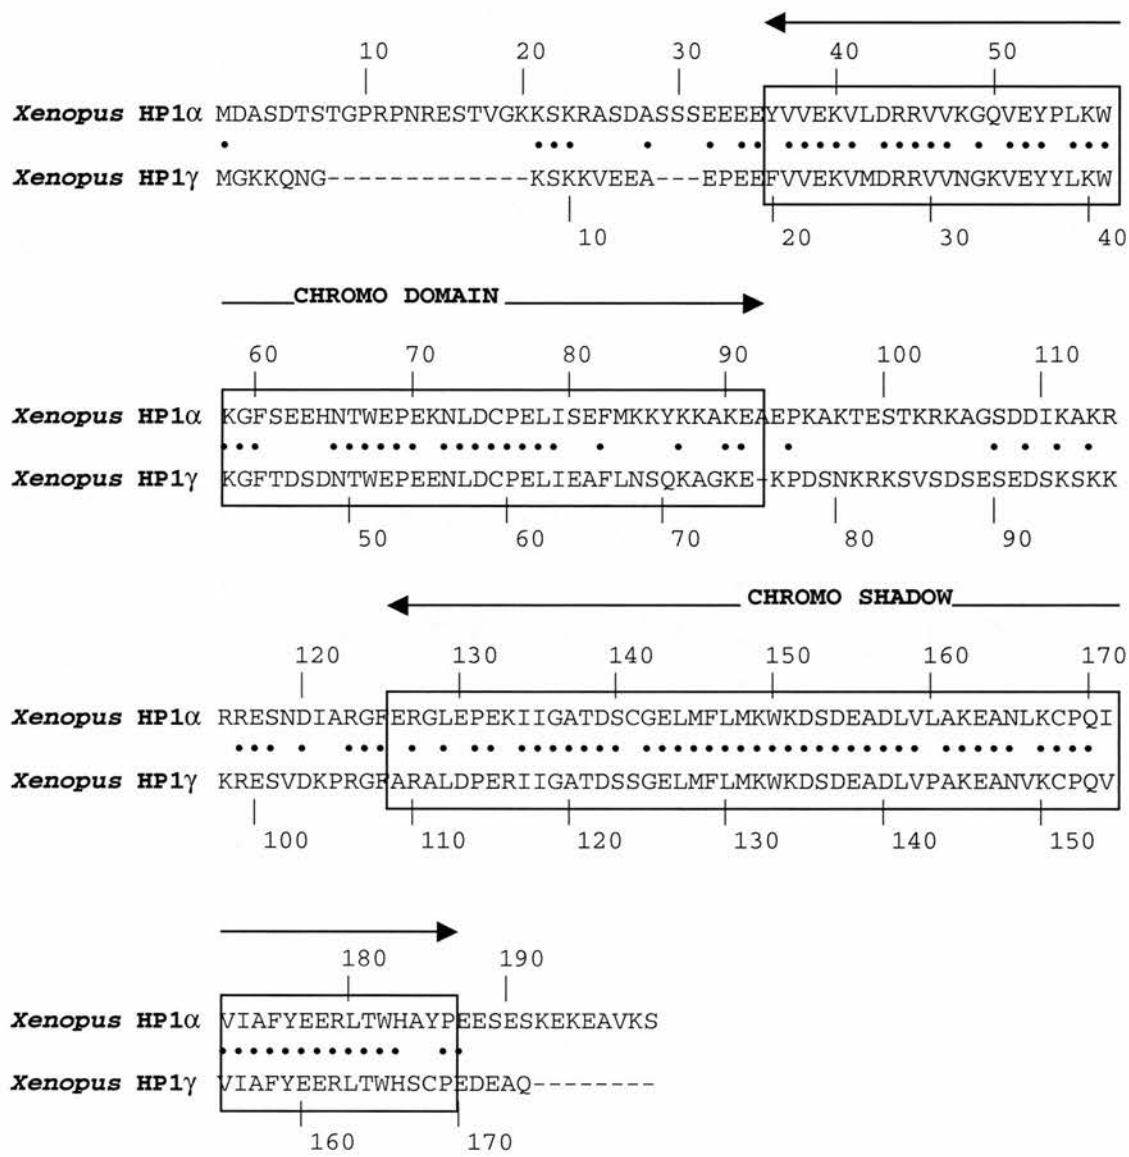 10 20 30 40 50
Xenopus HP1α MDASDTSTGPRPNRESTVGKKSKRASDASSSEEEEYVVEKVLDRRVVKGQVEYPLKW
Xenopus HP1γ MGKKQNG-------------KSKKVEEA---EPEEFVVEKVMDRRVVNGKVEYYLKW
10 20 30 40
CHROMO DOMAIN
60 70 80 90 100 110
Xenopus HP1α KGFSEEHNTWEPEKNLDCPELISEFMKKYKKAKEAEPKAKTESTKRKAGSDDIKAKR
Xenopus HP1γ KGFTDSDNTWEPEENLDCPELIEAFLNSQKAGKE-KPDSNKRKSVSDSESEDSKSKK
50 60 70 80 90
CHROMO SHADOW
120 130 140 150 160 170
Xenopus HP1α RRESNDIARGFERGLEPEKIIGATDSCGELMFLMKWKDSDEADLVLAKEANLKCPQI
Xenopus HP1γ KRESVDKPRGFARALDPERIIGATDSSGELMFLMKWKDSDEADLVPAKEANVKCPQV
100 110 120 130 140 150
180 190
Xenopus HP1α VIAFYEERLTWHAYPEESESKEKEAVKS
Xenopus HP1γ VIAFYEERLTWHSCPEDEAQ--------
160 170